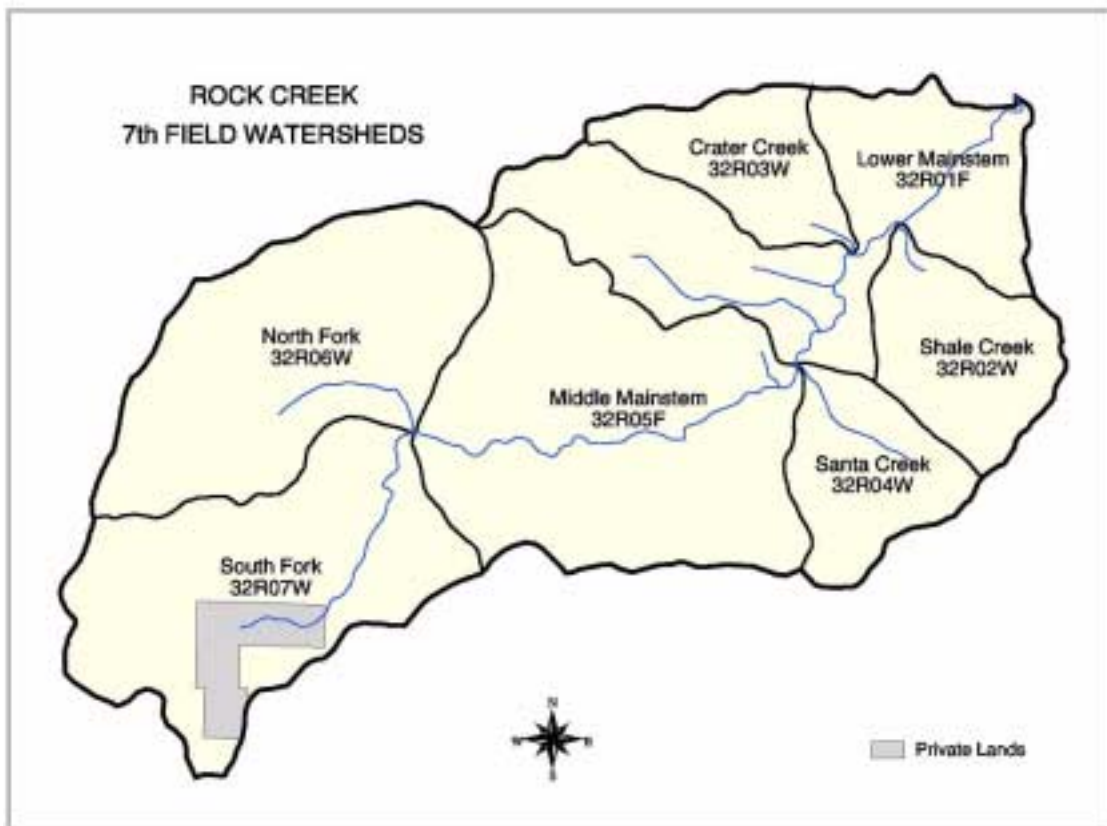 ROCK CREEK
7th FIELD WATERSHEDS
Crater Creek
32R03W
Lower Mainstem
32R01F
North Fork
32R06W
Shale Creek
32R02W
Middle Mainstem
32R05F
Santa Creek
32R04W
South Fork
32R07W
N
W
E
S
Private Lands